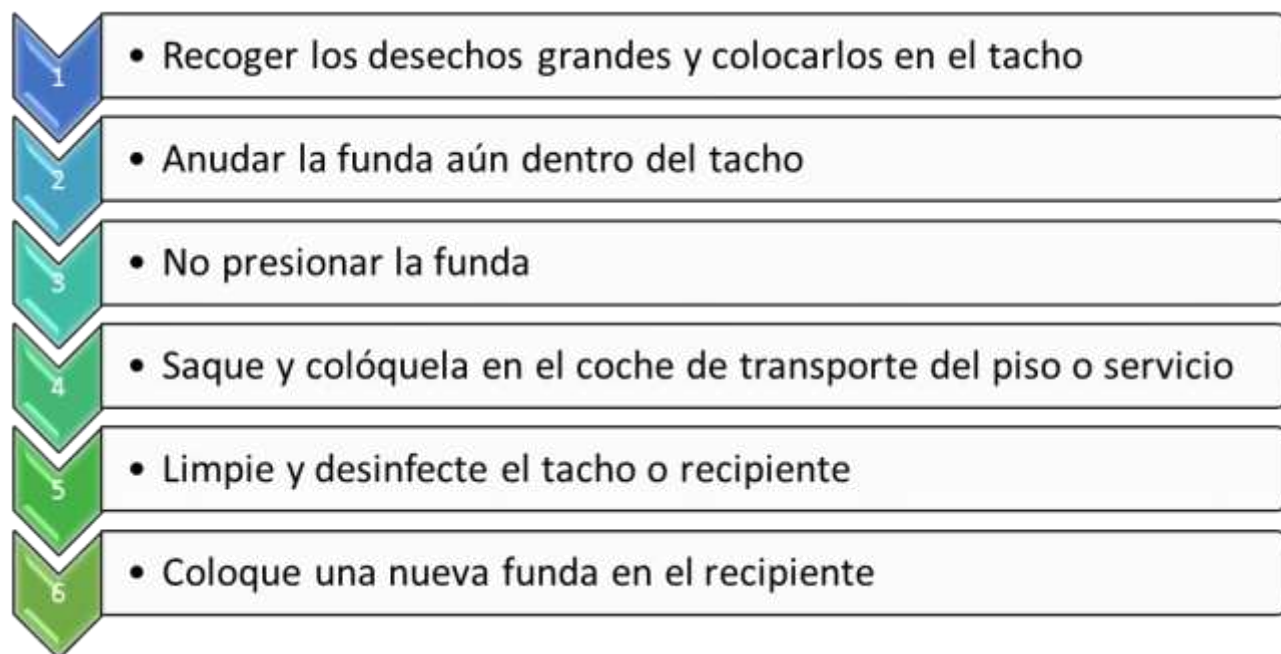 1
• Recoger los desechos grandes y colocarlos en el tacho
2
• Anudar la funda aún dentro del tacho
3
• No presionar la funda
4
• Saque y colóquela en el coche de transporte del piso o servicio
5
• Limpie y desinfecte el tacho o recipiente
6
• Coloque una nueva funda en el recipiente